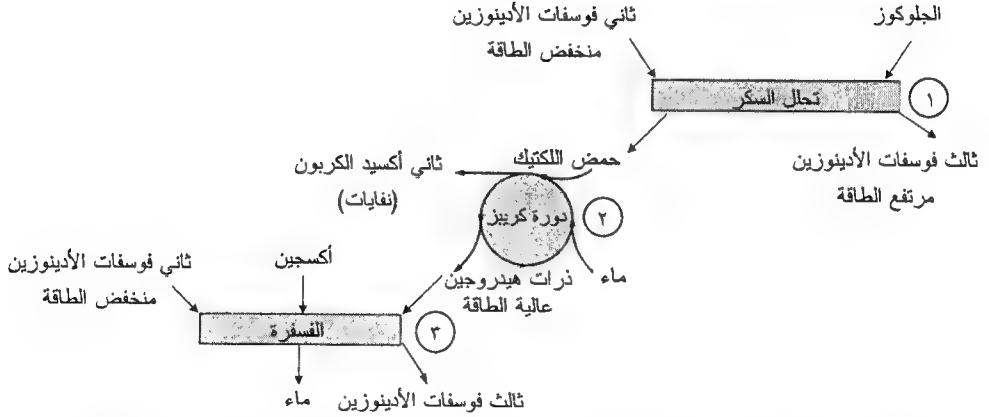 الجلوكوز
ثاني فوسفات الأدينوزين
منخفض الطاقة
تحلل السكر
١
ثالث فوسفات الأدينوزين
مرتفع الطاقة
حمض اللكتيك
ثاني أكسيد الكربون
(نفايات)
دورة كريبز
٢
ماء
ذرات هيدروجين
عالية الطاقة
أكسجين
ثاني فوسفات الأدينوزين
منخفض الطاقة
الفسفرة
٣
ثالث فوسفات الأدينوزين
ماء